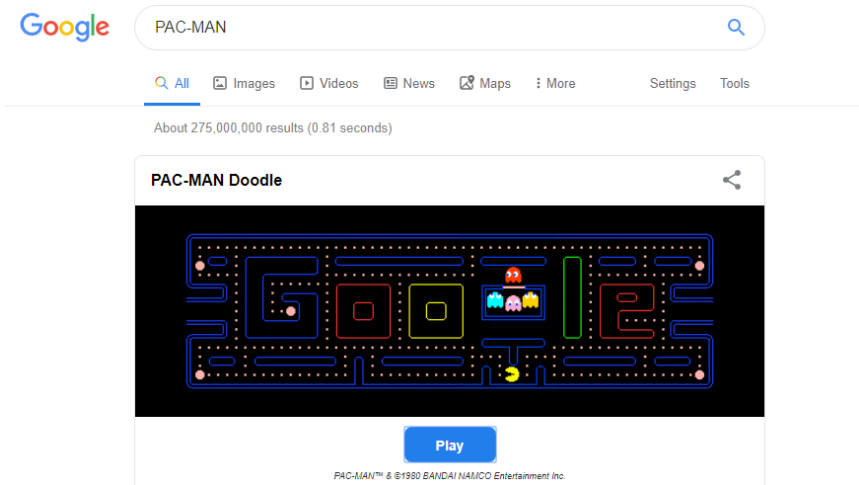 Google PAC-MAN
All Images Videos News Maps More Settings Tools
About 275,000,000 results (0.81 seconds)
PAC-MAN Doodle
Google
Play
PAC-MAN™ & ©1980 BANDAI NAMCO Entertainment Inc.